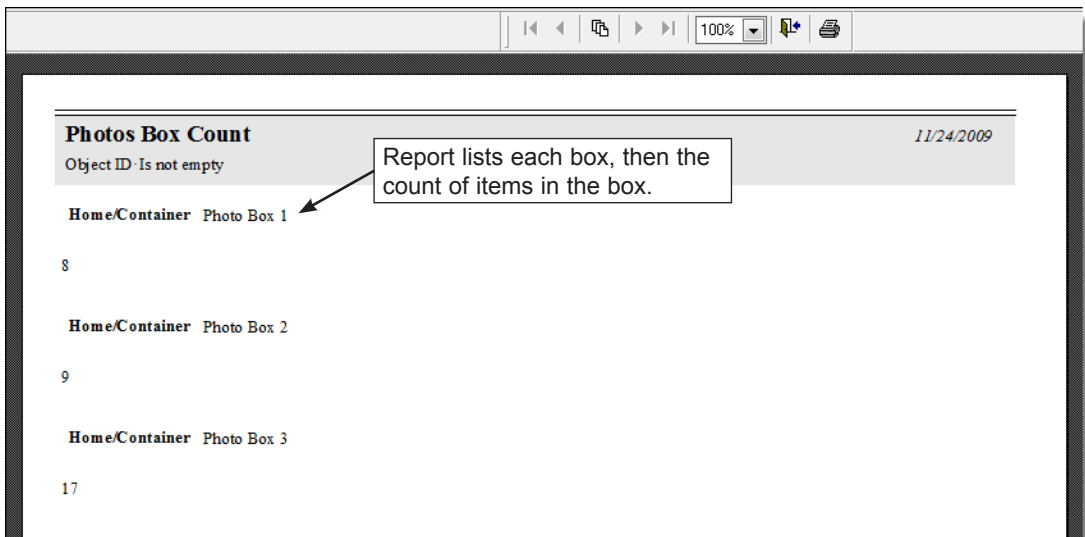 100%
Photos Box Count
11/24/2009
Object ID · Is not empty
Report lists each box, then the
count of items in the box.
Home/Container Photo Box 1
8
Home/Container Photo Box 2
9
Home/Container Photo Box 3
17